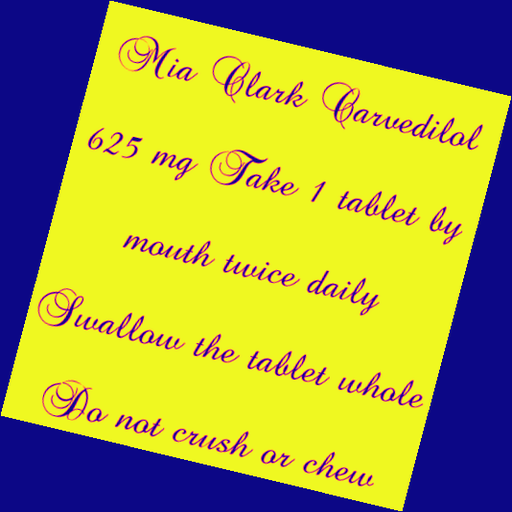 Mia Clark Carvedilol
625 mg Take 1 tablet by
mouth twice daily
Swallow the tablet whole
Do not crush or chew